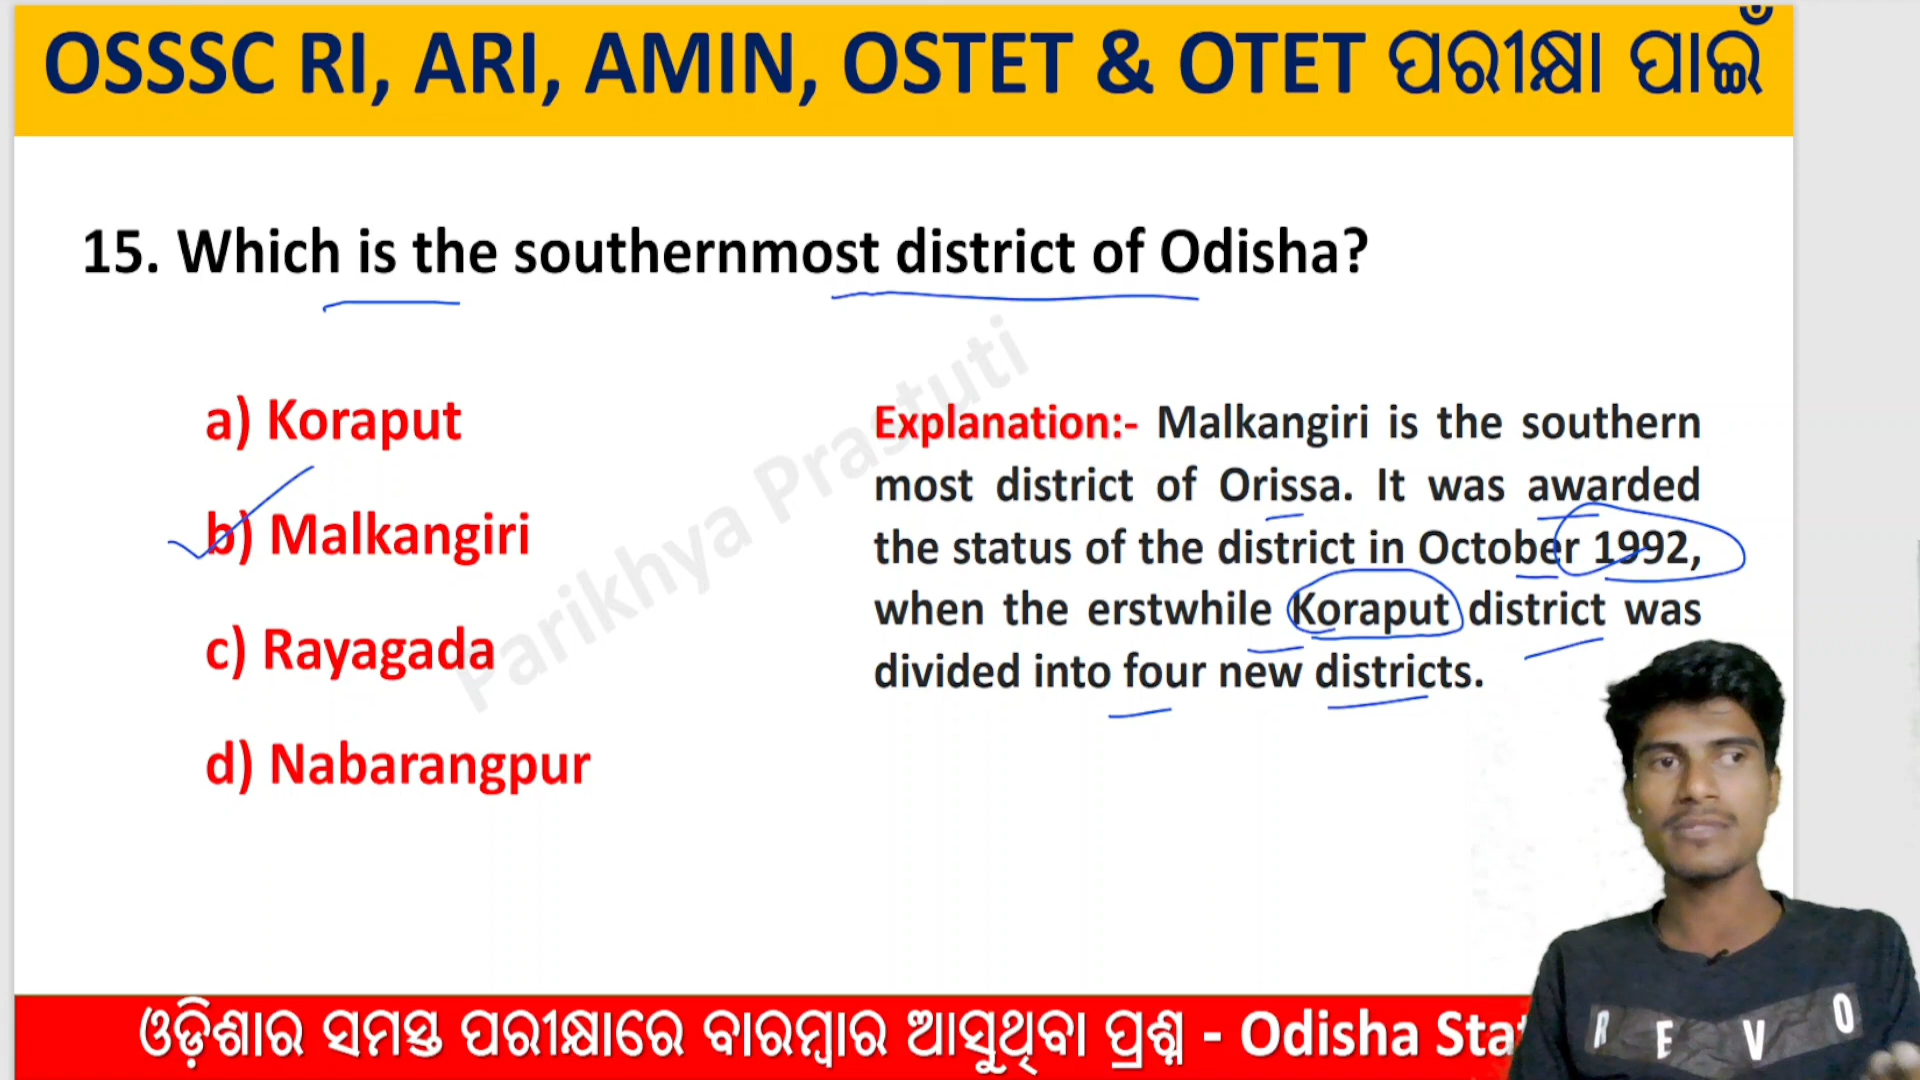 OSSSC RI, ARI, AMIN, OSTET & OTET ପରୀକ୍ଷା ପାଇଁ
15. Which is the southernmost district of Odisha?
a) Koraput
b) Malkangiri
c) Rayagada
d) Nabarangpur
Explanation:- Malkangiri is the southern
most district of Orissa. It was awarded
the status of the district in October 1992,
when the erstwhile Koraput district was
divided into four new districts.
Parikhya Prastuti
ଓଡ଼ିଶାର ସମସ୍ତ ପରୀକ୍ଷାରେ ବାରମ୍ବାର ଆସୁଥିବା ପ୍ରଶ୍ନ - Odisha Sta
REVO